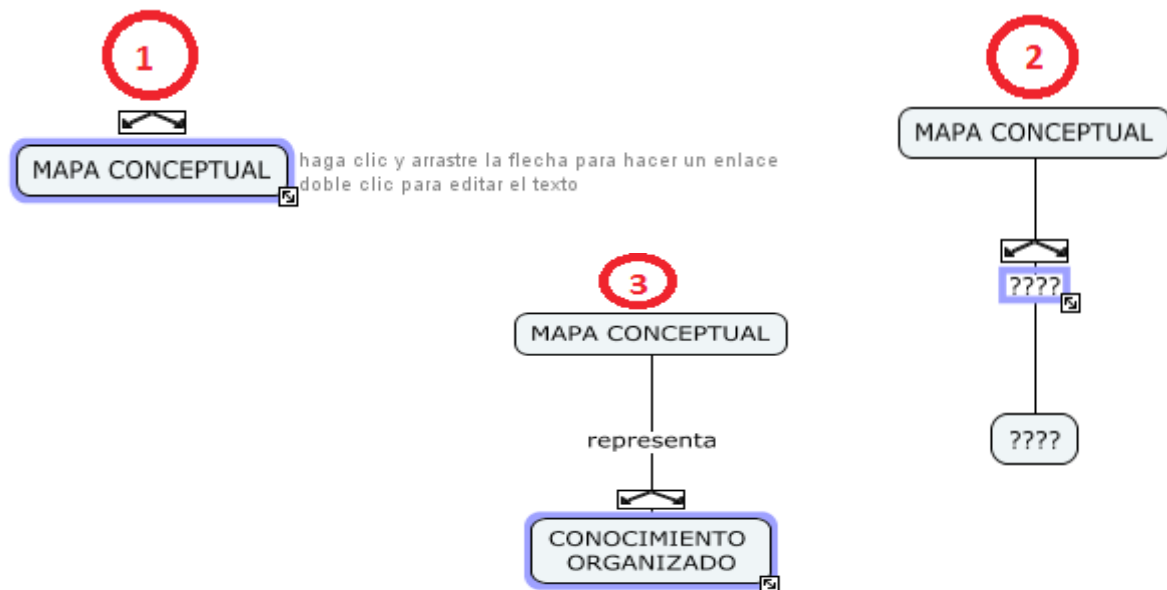 1
MAPA CONCEPTUAL
haga clic y arrastre la flecha para hacer un enlace
doble clic para editar el texto
2
MAPA CONCEPTUAL
????
????
3
MAPA CONCEPTUAL
representa
CONOCIMIENTO
ORGANIZADO